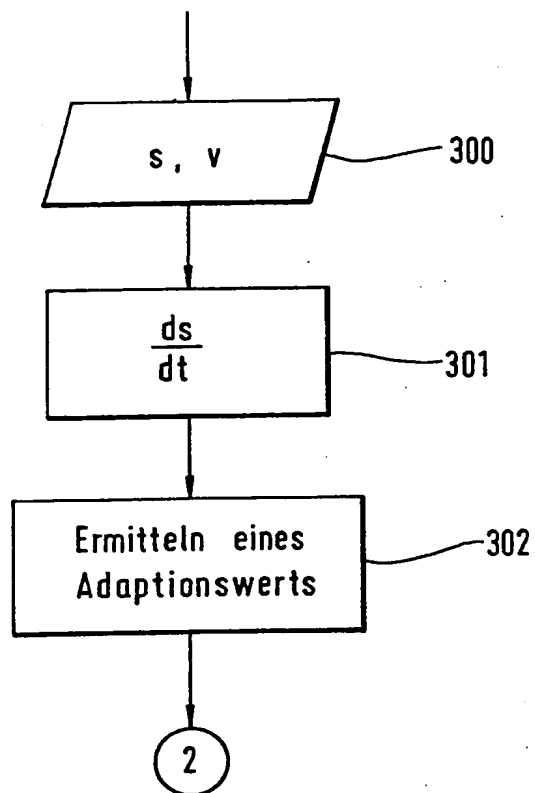 s, v
300
ds
dt
301
Ermitteln eines
Adaptionswerts
302
2